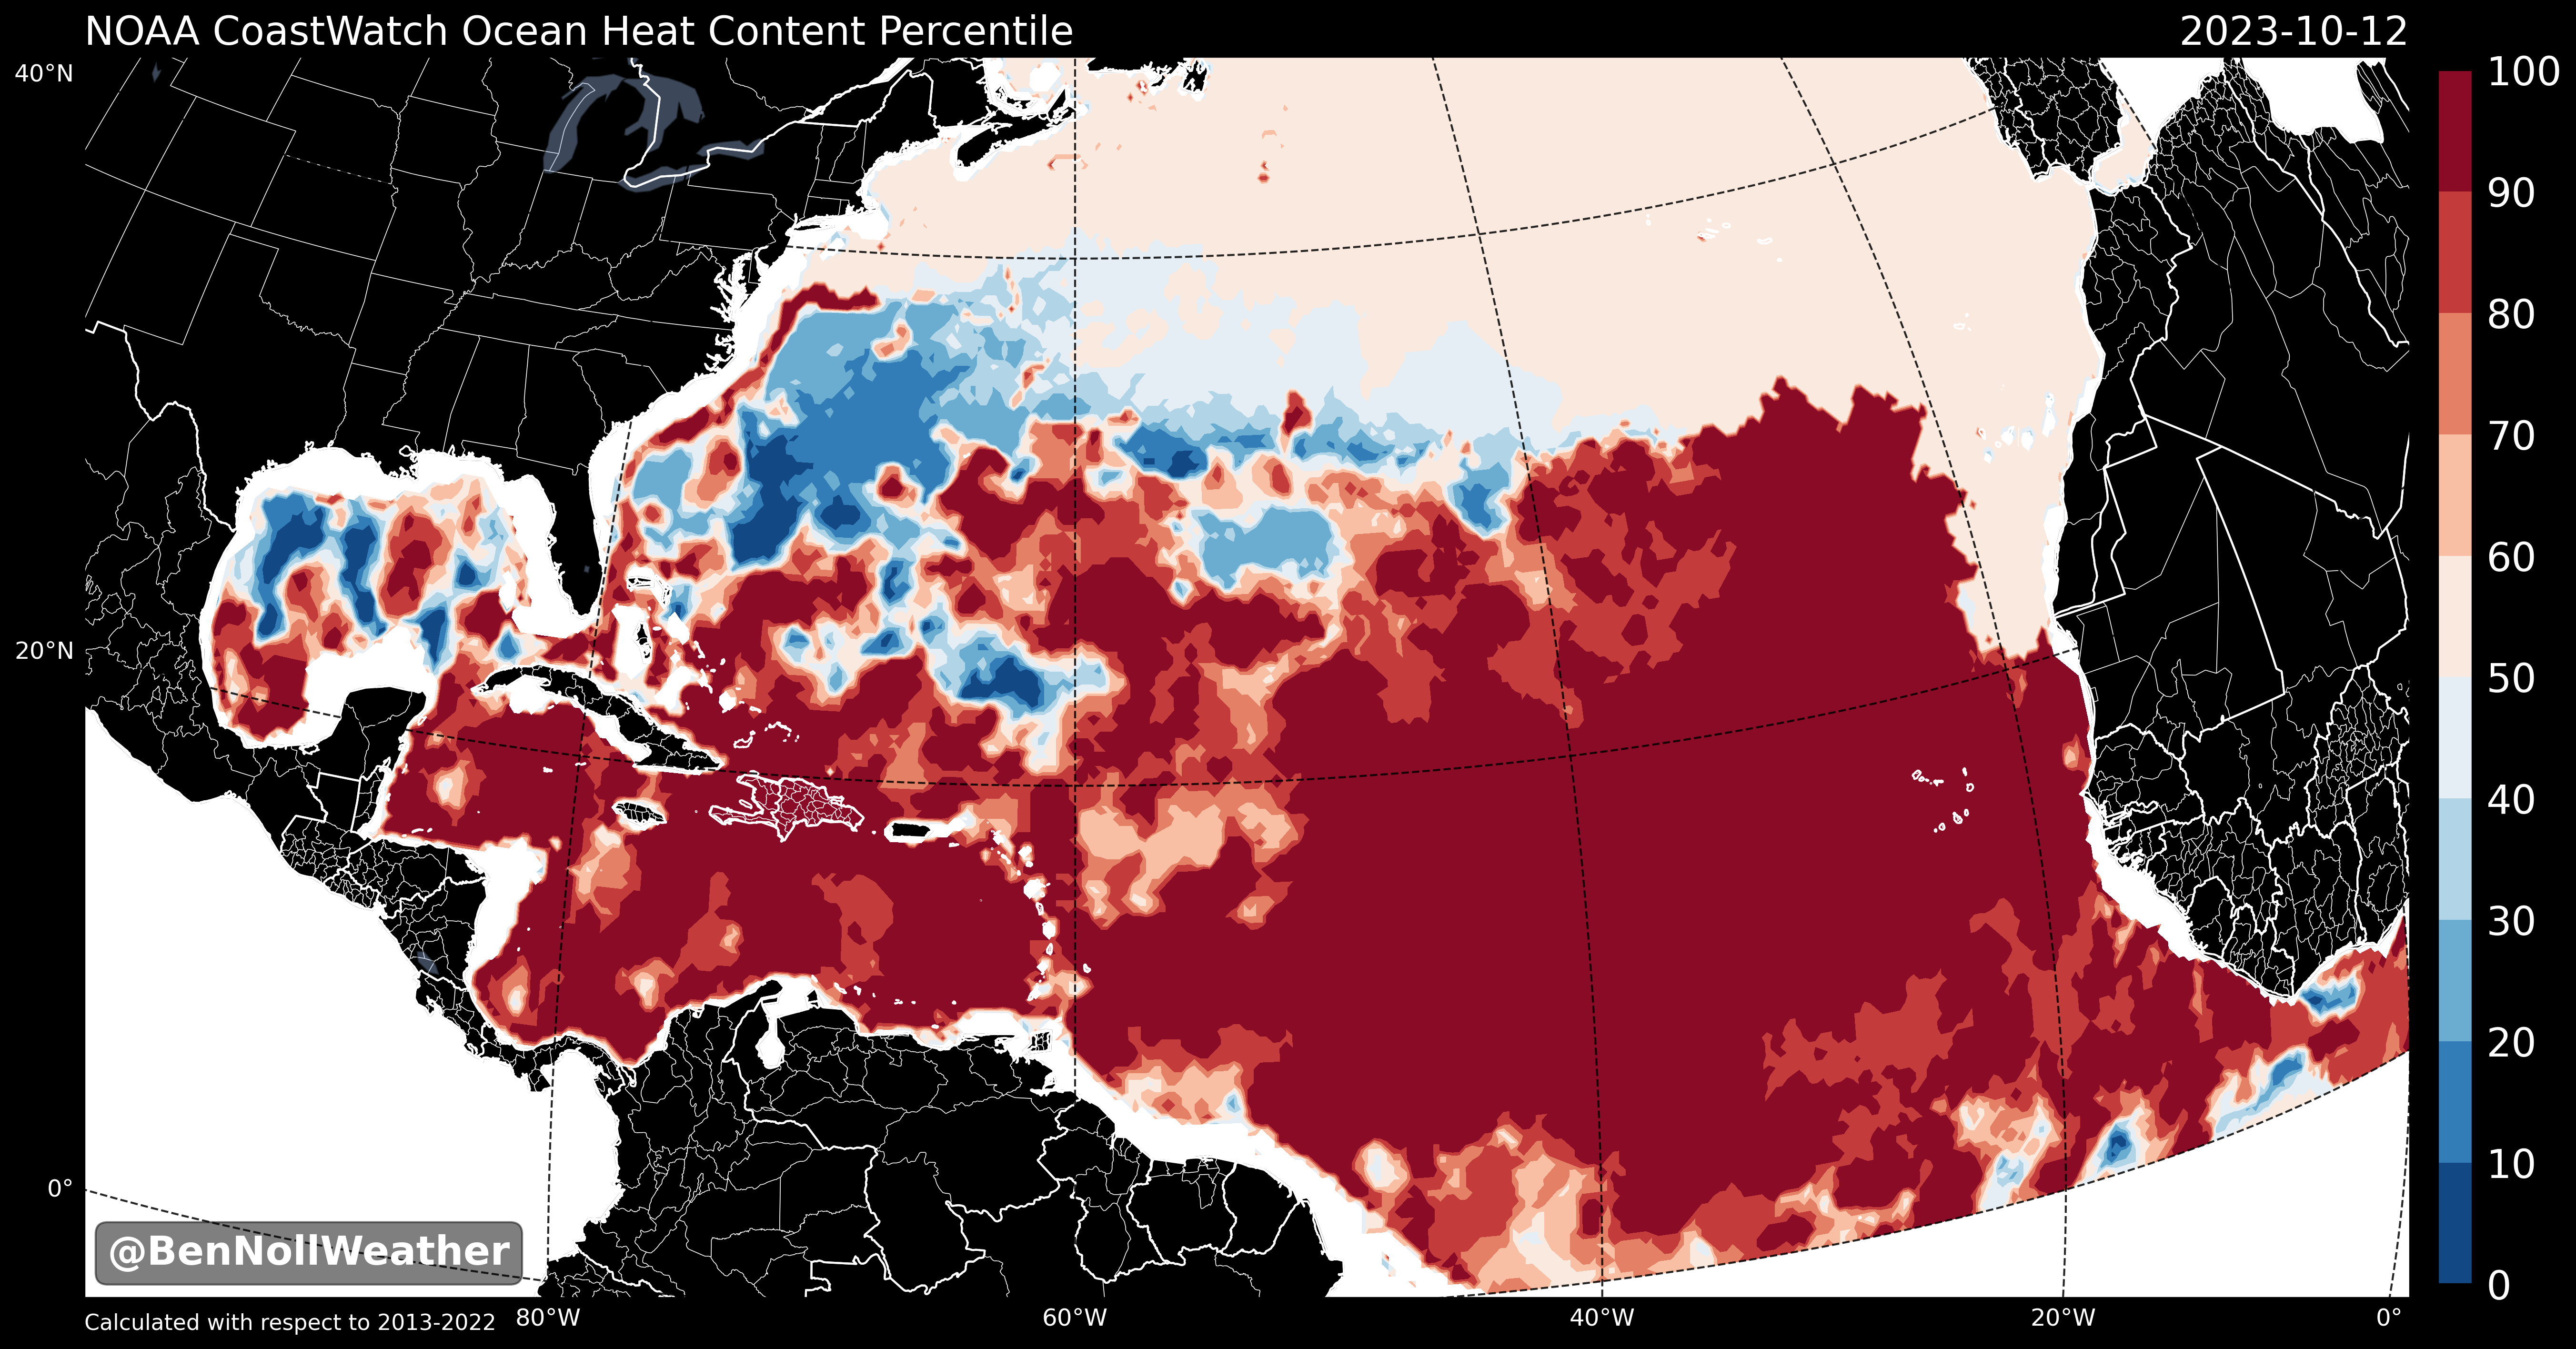 NOAA CoastWatch Ocean Heat Content Percentile 2023-10-12
40°N
20°N
0°
100
90
80
70
60
50
40
30
20
10
0
@BenNollWeather
Calculated with respect to 2013-2022
80°W 60°W 40°W 20°W 0°